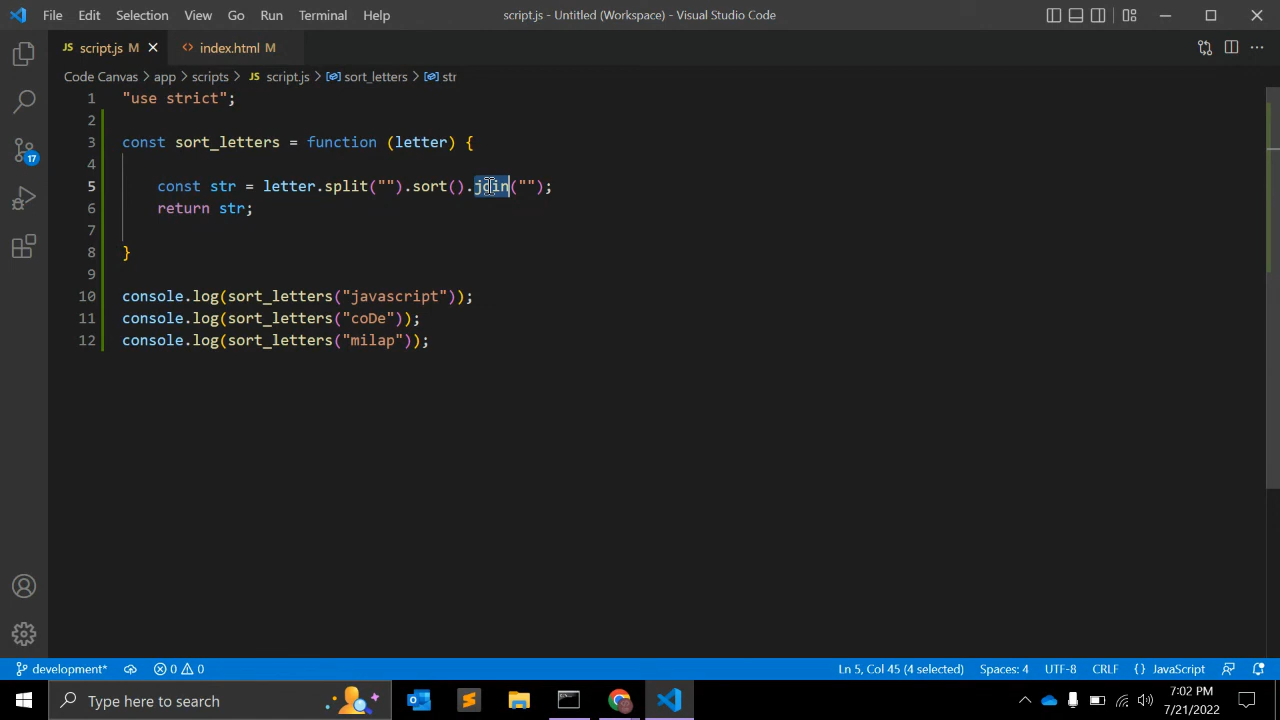 File Edit Selection View Go Run Terminal Help script.js - Untitled (Workspace) - Visual Studio Code
JS script.js M × <> index.html M ···
Code Canvas > app > scripts > JS script.js > sort_letters > str
1 "use strict";
2
3 const sort_letters = function (letter) {
4
5 const str = letter.split("").sort().join("");
6 return str;
7
8 }
9
10 console.log(sort_letters("javascript"));
11 console.log(sort_letters("coDe"));
12 console.log(sort_letters("milap"));
17
development* 0 0 Ln 5, Col 45 (4 selected) Spaces: 4 UTF-8 CRLF {} JavaScript
Type here to search 7:02 PM
7/21/2022